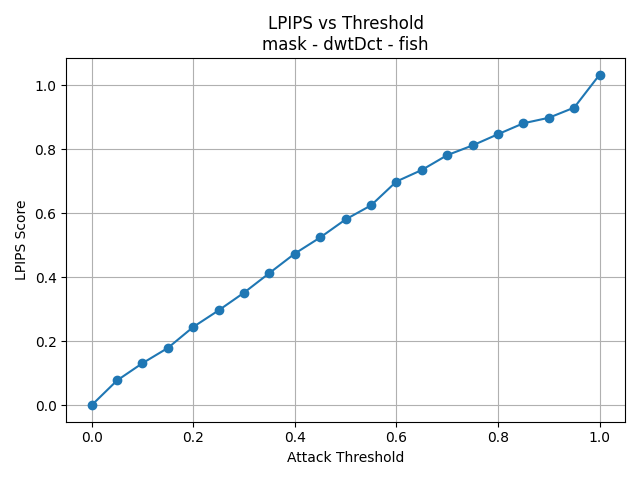 LPIPS vs Threshold
mask - dwtDct - fish
LPIPS Score
1.0
0.8
0.6
0.4
0.2
0.0
0.0 0.2 0.4 0.6 0.8 1.0
Attack Threshold